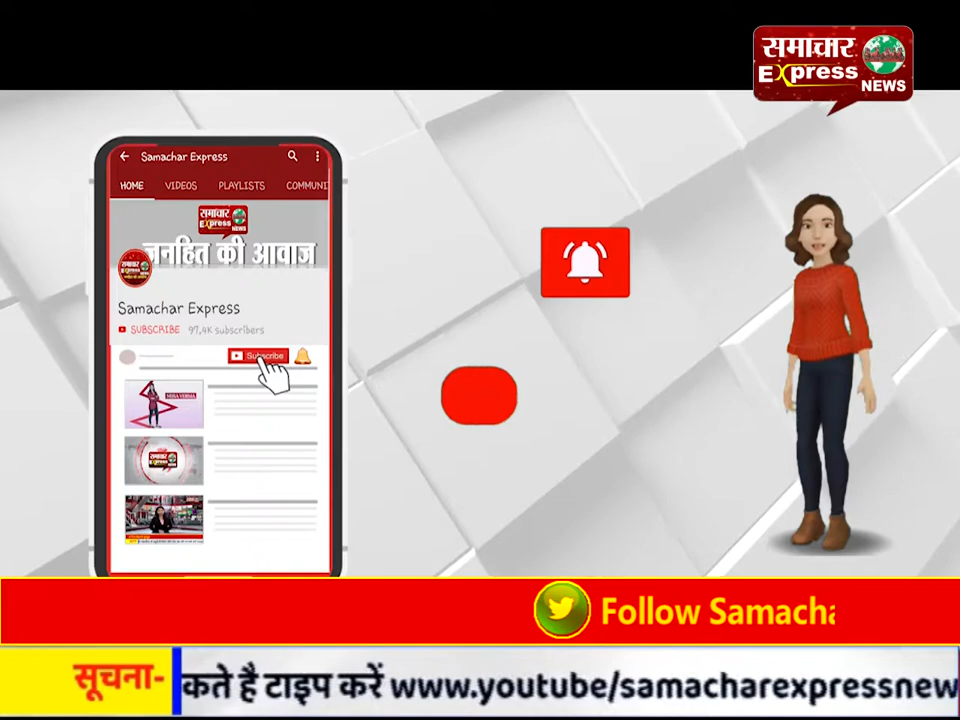 समाचार
Express
NEWS
Samachar Express
HOME VIDEOS PLAYLISTS COMMUNI
समाचार
Express
NEWS
जनहित की आवाज
Samachar Express
SUBSCRIBE 97.4K subscribers
Subscribe
Follow Samacha
सूचना- कते है टाइप करें www.youtube/samacharexpressnew